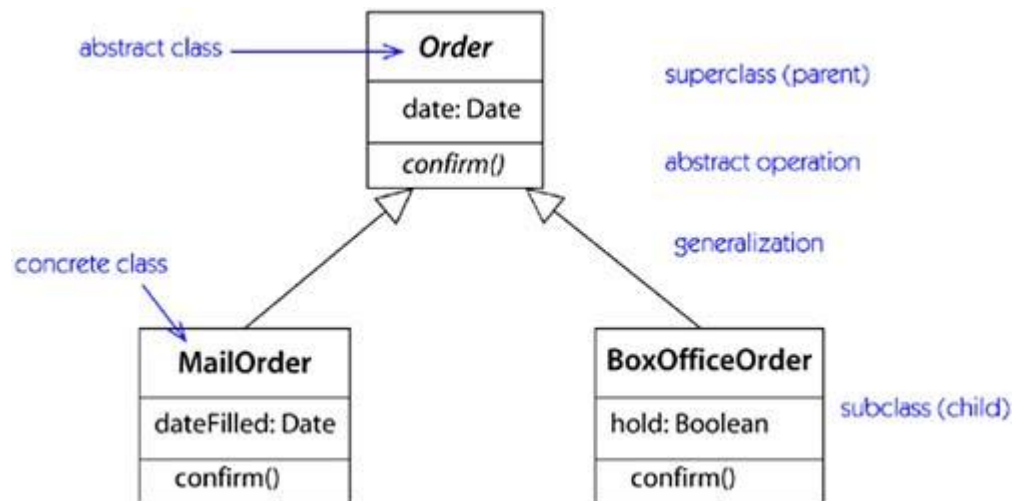 abstract class
Order
superclass (parent)
date: Date
confirm()
abstract operation
generalization
concrete class
MailOrder
dateFilled: Date
confirm()
BoxOfficeOrder
hold: Boolean
confirm()
subclass (child)